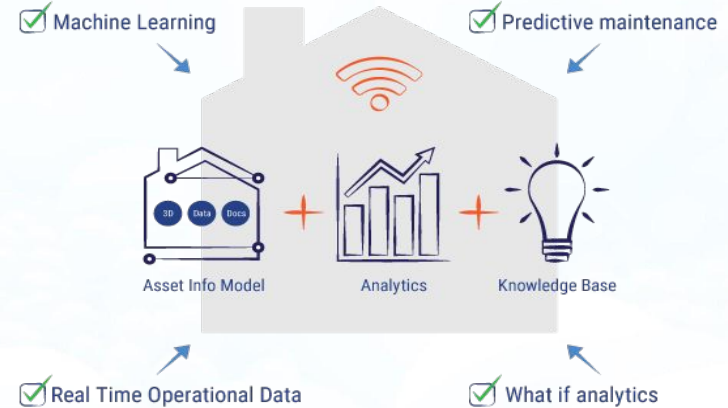 Machine Learning
Predictive maintenance
3D
Data
Docs
Asset Info Model
Analytics
Knowledge Base
Real Time Operational Data
What if analytics